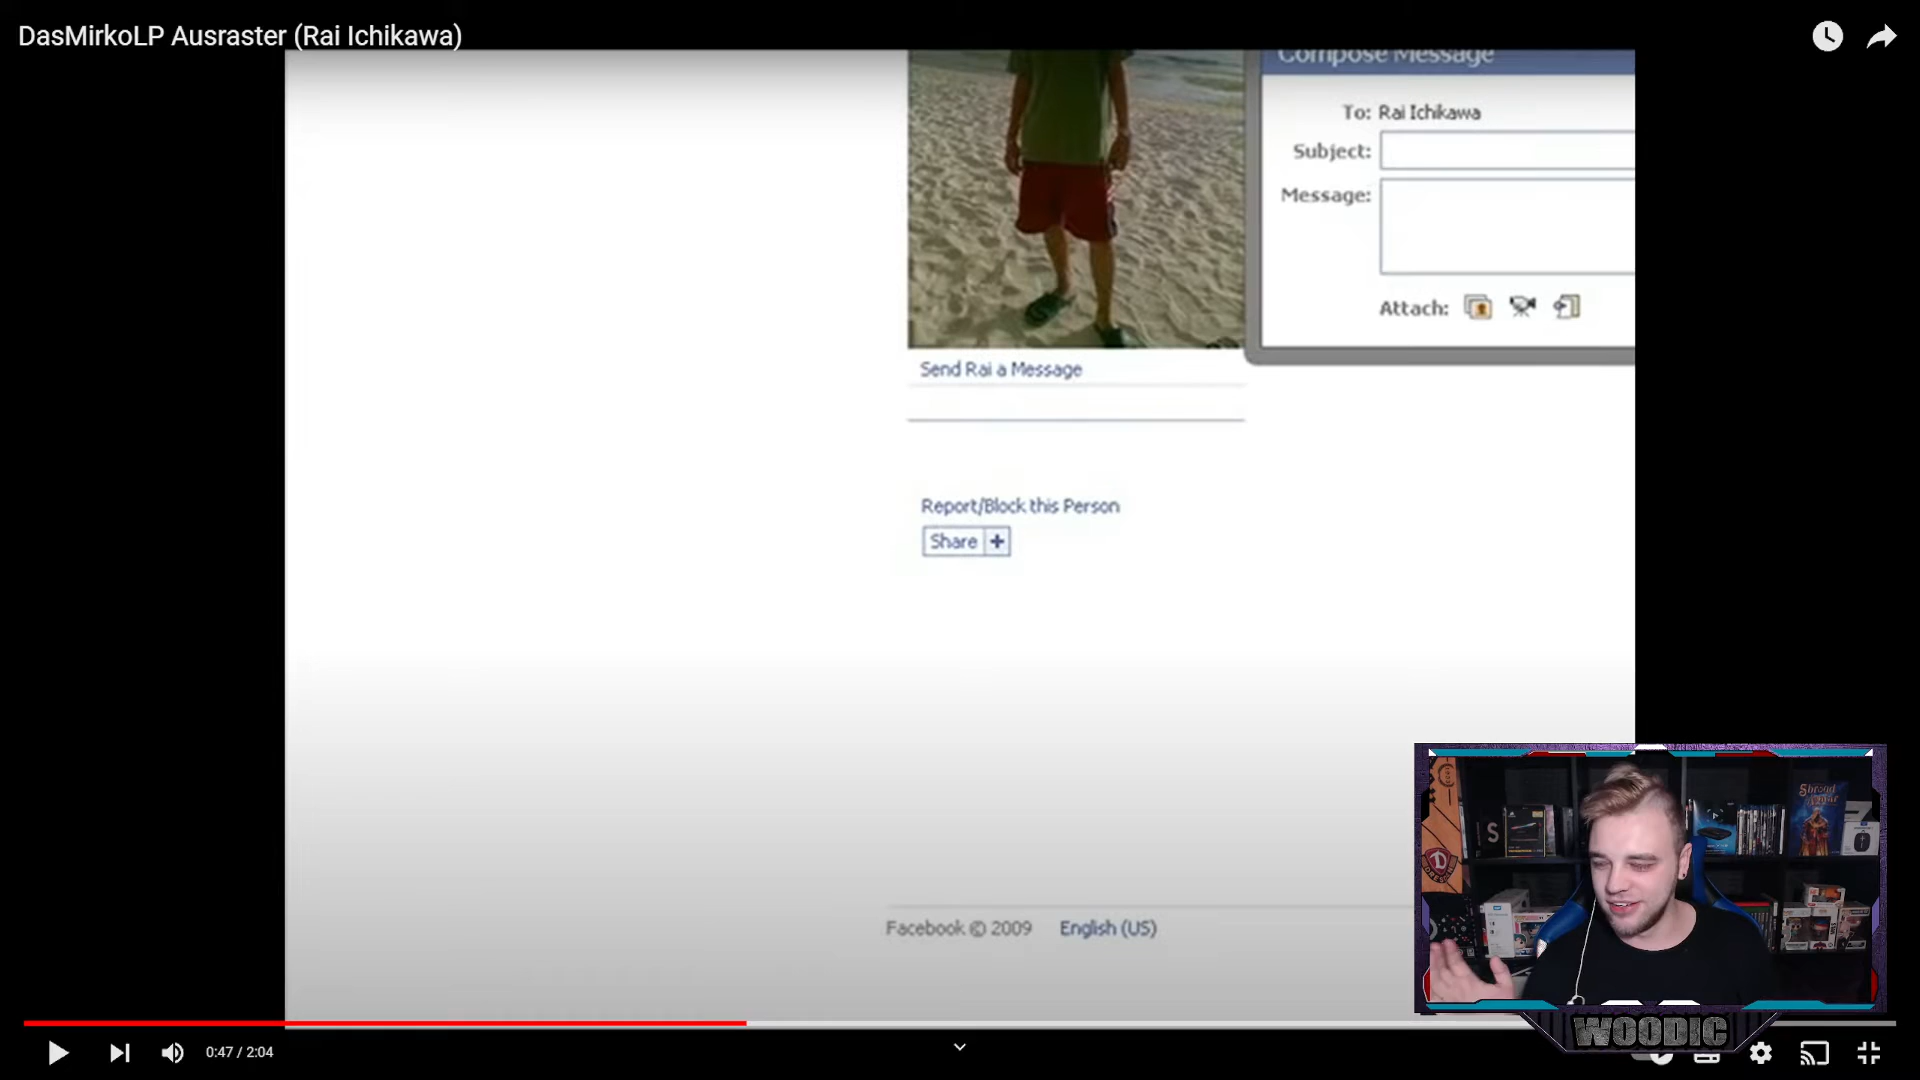 DasMirkoLP Ausraster (Rai Ichikawa)
Compose Message
To: Rai Ichikawa
Subject:
Message:
Attach:
Send Rai a Message
Report/Block this Person
Share +
Facebook © 2009 English (US)
WOODIC
0:47 / 2:04